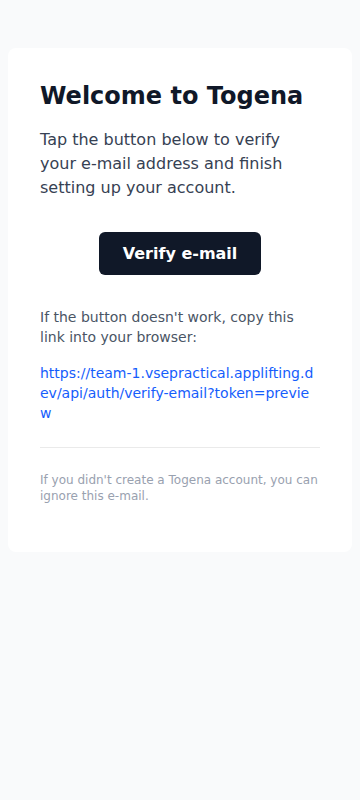 Welcome to Togena
Tap the button below to verify
your e-mail address and finish
setting up your account.
Verify e-mail
If the button doesn't work, copy this
link into your browser:
https://team-1.vsepractical.applifting.d
ev/api/auth/verify-email?token=previe
w
If you didn't create a Togena account, you can
ignore this e-mail.